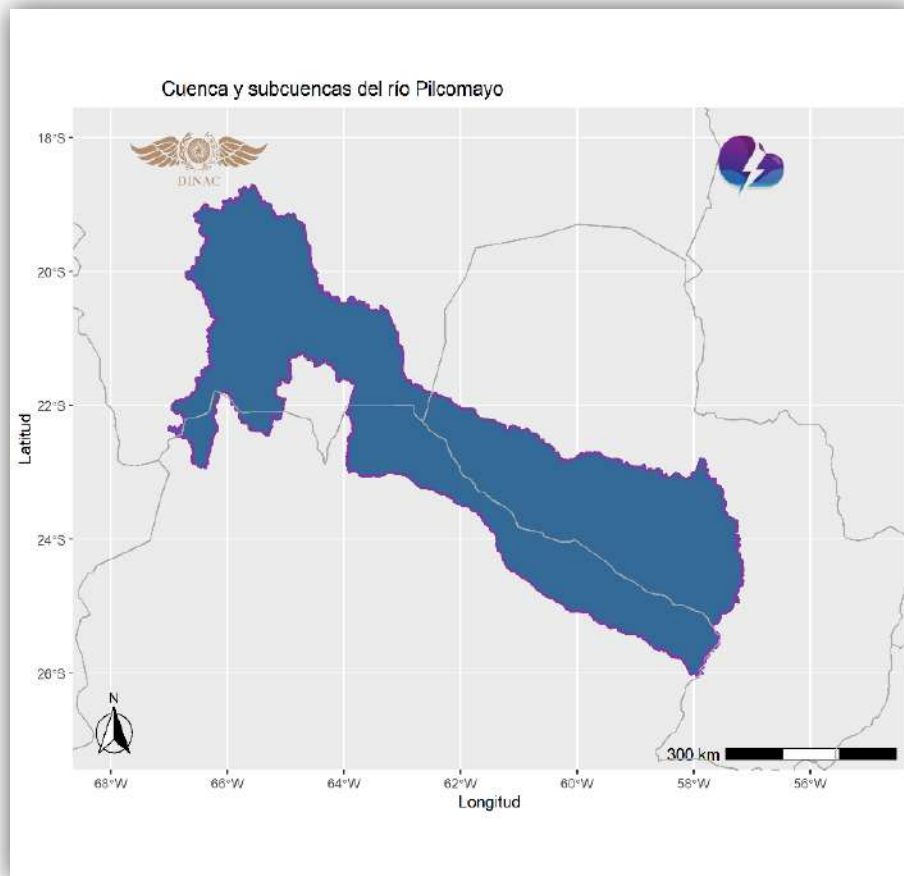 Cuenca y subcuencas del río Pilcomayo
18°S
DINAC
20°S
22°S
Latitud
24°S
26°S
N
300 km
68°W 66°W 64°W 62°W 60°W 58°W 56°W
Longitud